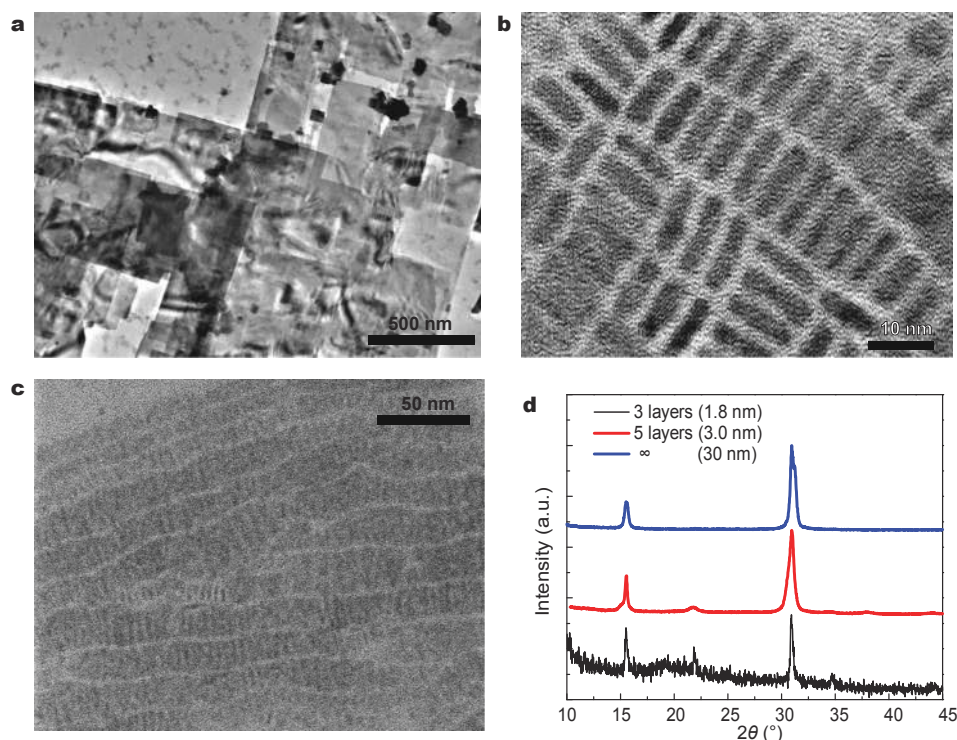 a
500 nm
b
10 nm
c
50 nm
d
3 layers (1.8 nm)
5 layers (3.0 nm)
∞ (30 nm)
Intensity (a.u.)
10 15 20 25 30 35 40 45
2θ (°)